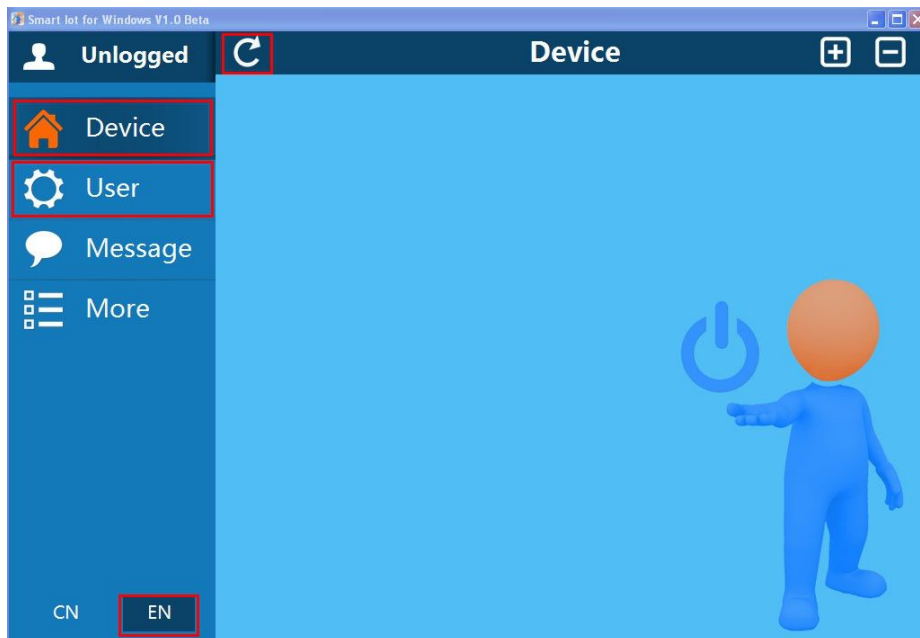 Smart Iot for Windows V1.0 Beta
Unlogged
Device
Device
User
Message
More
CN
EN